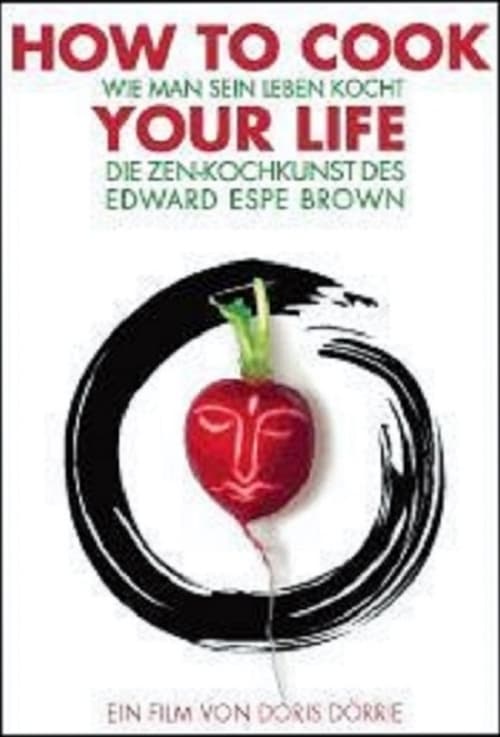 HOW TO COOK
WIE MAN SEIN LEBEN KOCHT
YOUR LIFE
DIE ZEN-KOCHKUNST DES
EDWARD ESPE BROWN
EIN FILM VON DORIS DÖRRIE